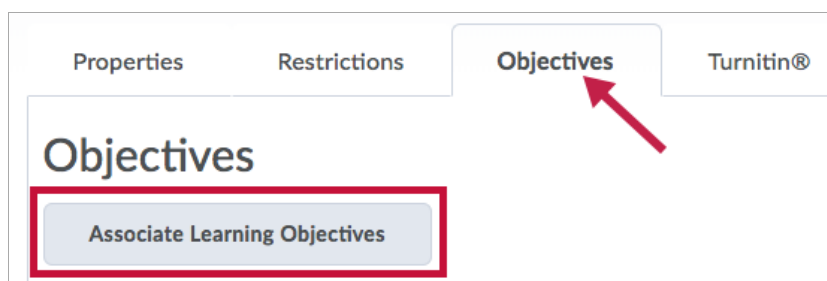 Properties Restrictions Objectives Turnitin®
Objectives
Associate Learning Objectives